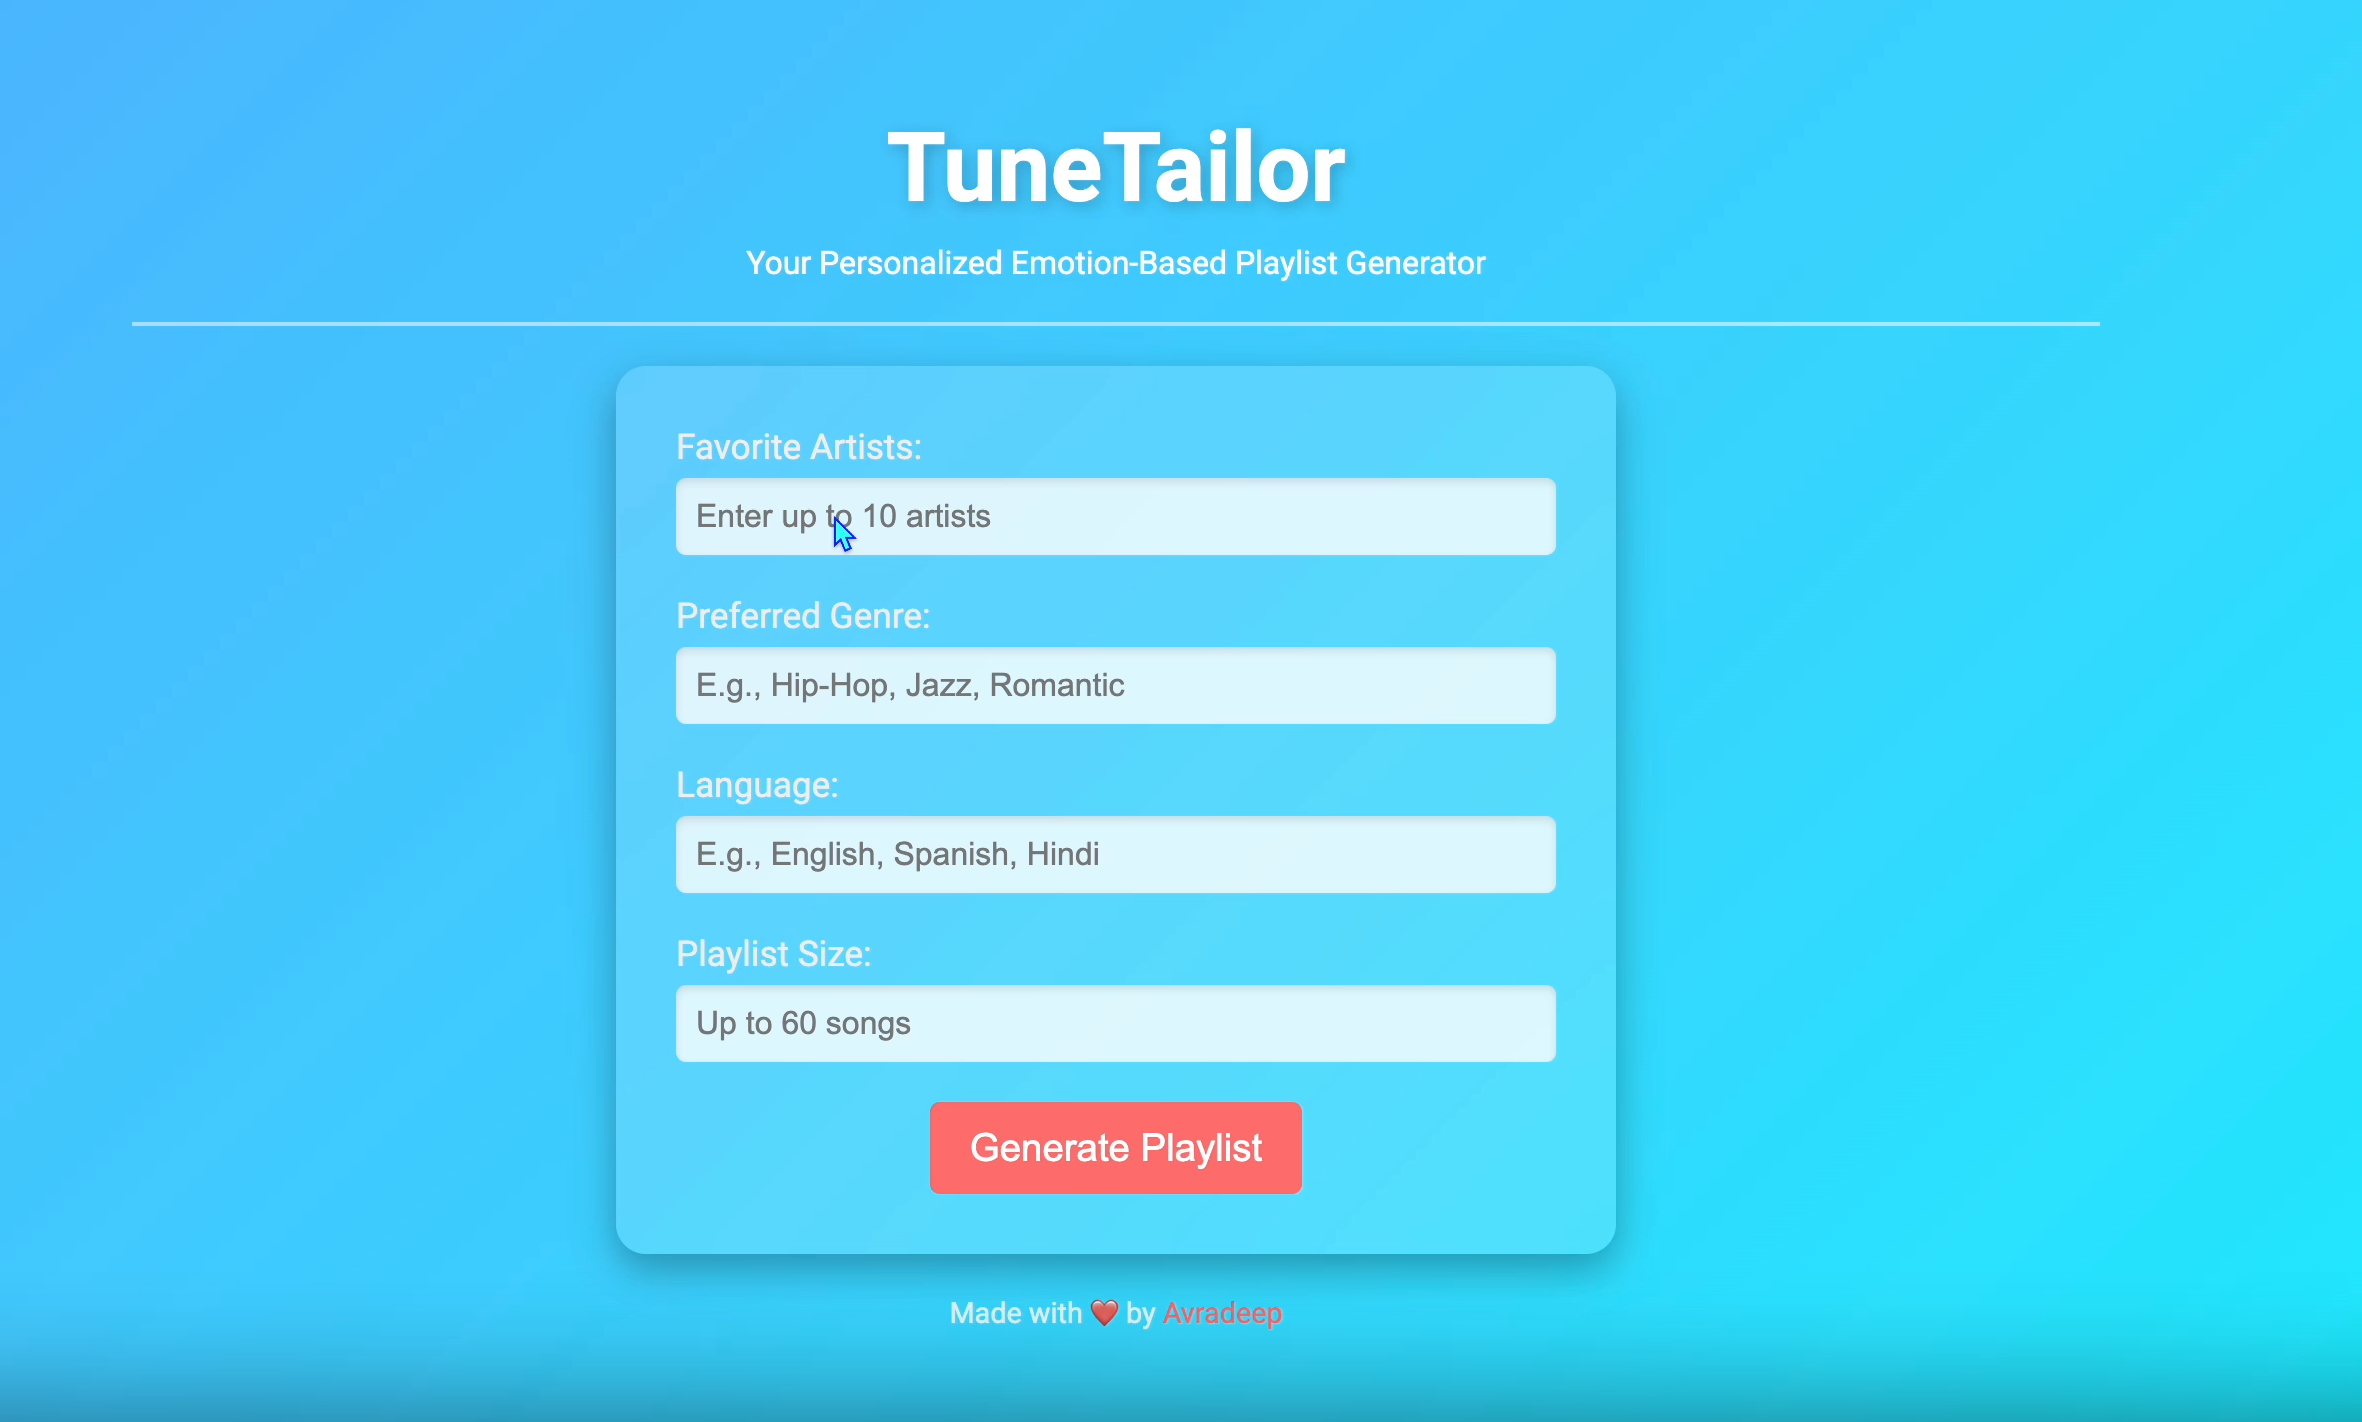 TuneTailor
Your Personalized Emotion-Based Playlist Generator
Favorite Artists:
Enter up to 10 artists
Preferred Genre:
E.g., Hip-Hop, Jazz, Romantic
Language:
E.g., English, Spanish, Hindi
Playlist Size:
Up to 60 songs
Generate Playlist
Made with ❤️ by Avradeep